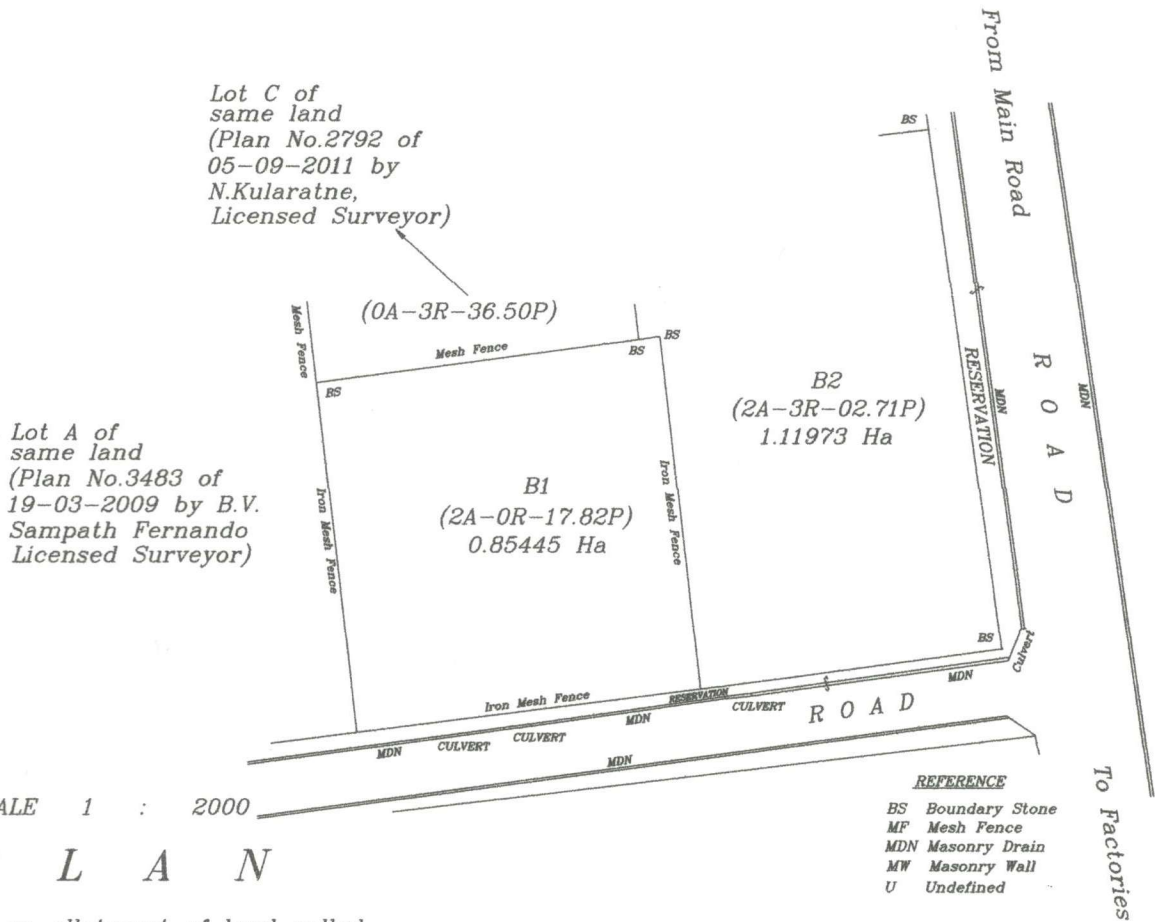 From Main Road
Lot C of
same land
(Plan No.2792 of
05-09-2011 by
N.Kularatne,
Licensed Surveyor)
BS
(0A-3R-36.50P)
Mesh Fence
Mesh Fence
BS
BS
BS
RESERVATION
MDN
MDN
R O A D
B2
(2A-3R-02.71P)
1.11973 Ha
Lot A of
same land
(Plan No.3483 of
19-03-2009 by B.V.
Sampath Fernando
Licensed Surveyor)
Iron Mesh Fence
B1
(2A-0R-17.82P)
0.85445 Ha
Iron Mesh Fence
BS
Culvert
Iron Mesh Fence
RESERVATION
MDN
CULVERT
CULVERT
MDN
CULVERT
R O A D
MDN
MDN
To Factories
ALE 1 : 2000
L A N
REFERENCE
BS Boundary Stone
MF Mesh Fence
MDN Masonry Drain
MW Masonry Wall
U Undefined